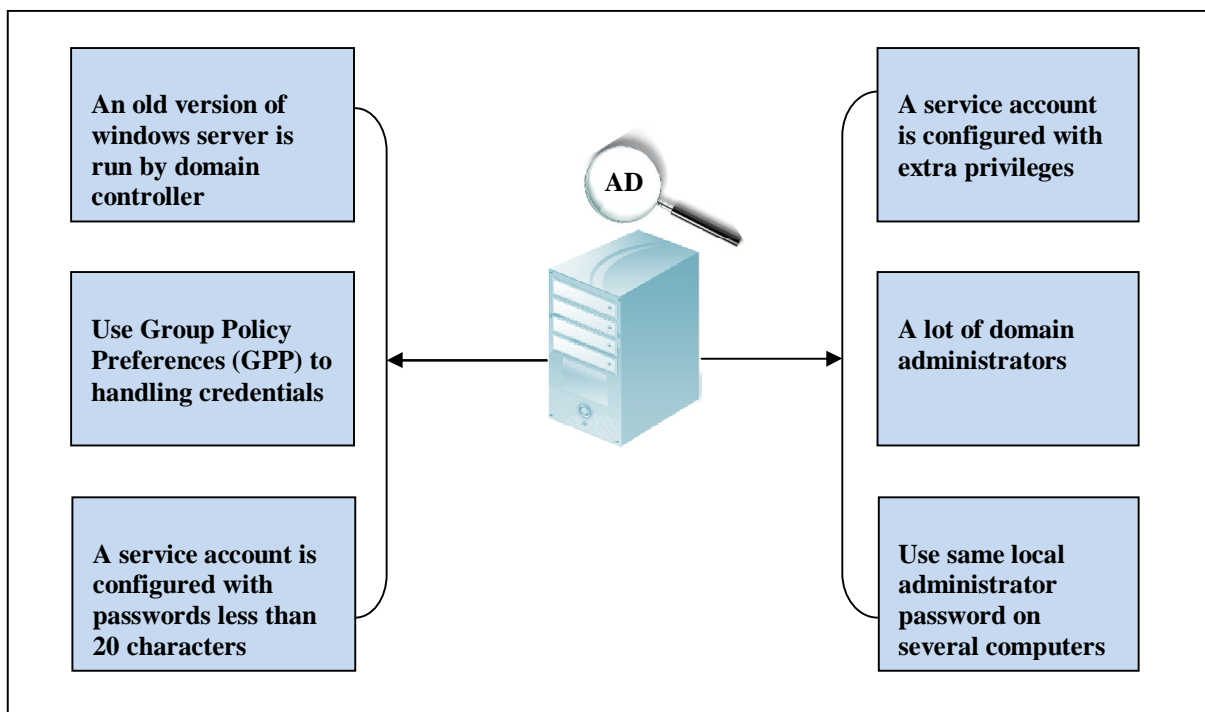 An old version of
windows server is
run by domain
controller
Use Group Policy
Preferences (GPP) to
handling credentials
A service account is
configured with
passwords less than
20 characters
AD
A service account
is configured with
extra privileges
A lot of domain
administrators
Use same local
administrator
password on
several computers